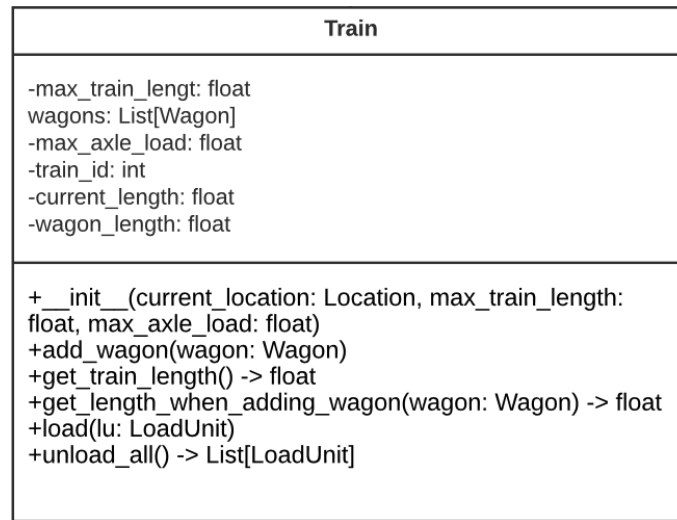 Train
-max_train_lengt: float
wagons: List[Wagon]
-max_axle_load: float
-train_id: int
-current_length: float
-wagon_length: float
+__init__(current_location: Location, max_train_length:
float, max_axle_load: float)
+add_wagon(wagon: Wagon)
+get_train_length() -> float
+get_length_when_adding_wagon(wagon: Wagon) -> float
+load(lu: LoadUnit)
+unload_all() -> List[LoadUnit]